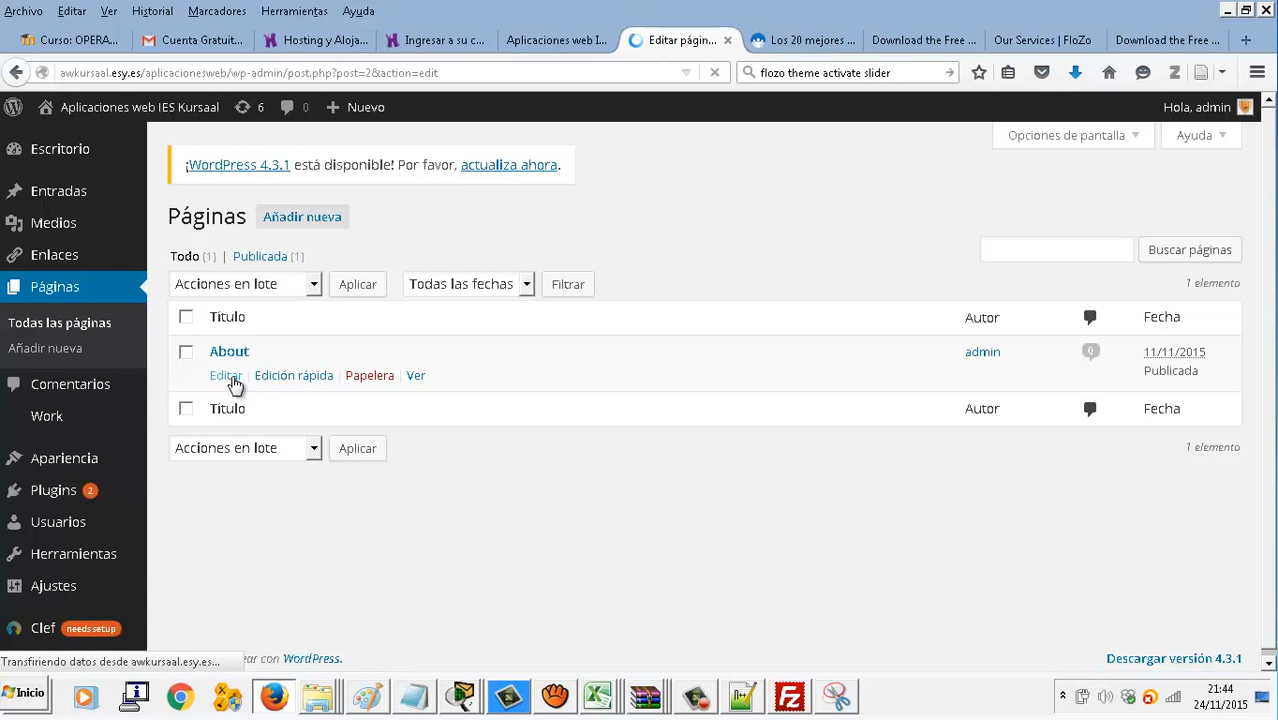 Archivo Editar Ver Historial Marcadores Herramientas Ayuda
Curso: OPERA... Cuenta Gratuit... Hosting y Aloja... Ingresar a su c... Aplicaciones web I... Editar págin... Los 20 mejores ... Download the Free ... Our Services | FloZo Download the Free ...
awkursaal.esy.es/aplicacionesweb/wp-admin/post.php?post=2&action=edit flozo theme activate slider
Aplicaciones web IES Kursaal 6 0 Nuevo Hola, admin
Opciones de pantalla Ayuda
Escritorio
¡WordPress 4.3.1 está disponible! Por favor, actualiza ahora.
Entradas
Páginas Añadir nueva
Medios
Enlaces
Todo (1) | Publicada (1) Buscar páginas
Páginas
Acciones en lote Aplicar Todas las fechas Filtrar 1 elemento
Todas las páginas
Título Autor Fecha
Añadir nueva
About admin 0 11/11/2015
Editar | Edición rápida | Papelera | Ver Publicada
Comentarios
Título Autor Fecha
Work
Acciones en lote Aplicar 1 elemento
Apariencia
Plugins 2
Usuarios
Herramientas
Ajustes
Clef needs setup
Transfiriendo datos desde awkursaal.esy.es... ear con WordPress. Descargar versión 4.3.1
Inicio 21:44
24/11/2015